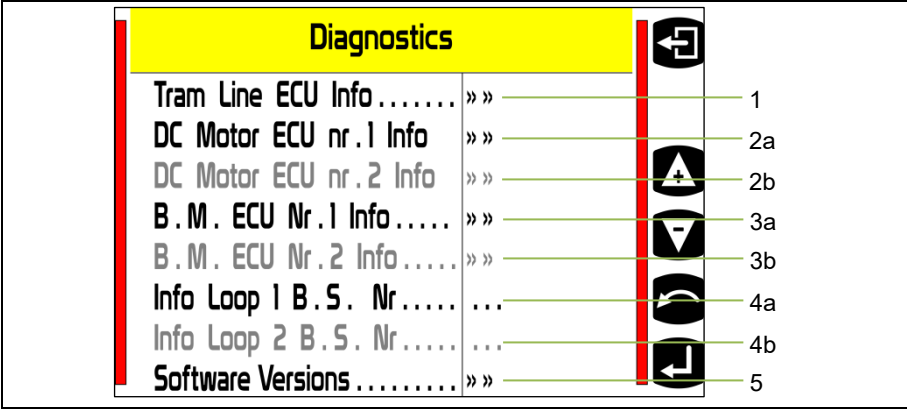 Diagnostics
Tram Line ECU Info....... »» 1
DC Motor ECU nr.1 Info »» 2a
DC Motor ECU nr.2 Info »» 2b
B.M. ECU Nr.1 Info..... »» 3a
B.M. ECU Nr.2 Info..... »» 3b
Info Loop 1 B.S. Nr..... ... 4a
Info Loop 2 B.S. Nr..... ... 4b
Software Versions......... »» 5